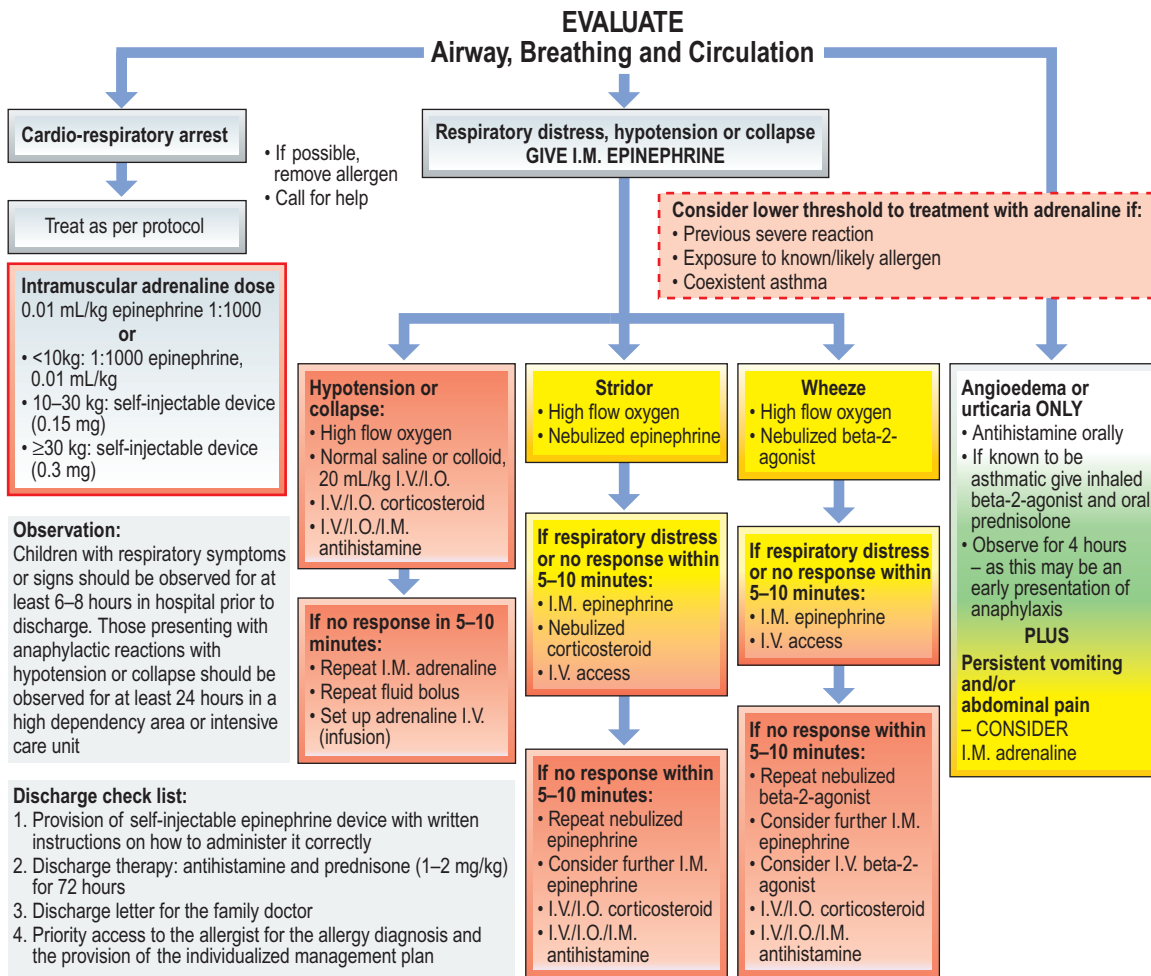 EVALUATE
Airway, Breathing and Circulation
Cardio-respiratory arrest
Treat as per protocol
• If possible,
remove allergen
• Call for help
Respiratory distress, hypotension or collapse
GIVE I.M. EPINEPHRINE
Consider lower threshold to treatment with adrenaline if:
• Previous severe reaction
• Exposure to known/likely allergen
• Coexistent asthma
Intramuscular adrenaline dose
0.01 mL/kg epinephrine 1:1000
or
• <10kg: 1:1000 epinephrine,
0.01 mL/kg
• 10–30 kg: self-injectable device
(0.15 mg)
• ≥30 kg: self-injectable device
(0.3 mg)
Hypotension or
collapse:
• High flow oxygen
• Normal saline or colloid,
20 mL/kg I.V./I.O.
• I.V./I.O. corticosteroid
• I.V./I.O./I.M.
antihistamine
If no response in 5–10
minutes:
• Repeat I.M. adrenaline
• Repeat fluid bolus
• Set up adrenaline I.V.
(infusion)
Stridor
• High flow oxygen
• Nebulized epinephrine
If respiratory distress
or no response within
5–10 minutes:
• I.M. epinephrine
• Nebulized
corticosteroid
• I.V. access
If no response within
5–10 minutes:
• Repeat nebulized
epinephrine
• Consider further I.M.
epinephrine
• I.V./I.O. corticosteroid
• I.V./I.O./I.M.
antihistamine
Wheeze
• High flow oxygen
• Nebulized beta-2-
agonist
If respiratory distress
or no response within
5–10 minutes:
• I.M. epinephrine
• I.V. access
If no response within
5–10 minutes:
• Repeat nebulized
beta-2-agonist
• Consider further I.M.
epinephrine
• Consider I.V. beta-2-
agonist
• I.V./I.O. corticosteroid
• I.V./I.O./I.M.
antihistamine
Angioedema or
urticaria ONLY
• Antihistamine orally
• If known to be
asthmatic give inhaled
beta-2-agonist and oral
prednisolone
• Observe for 4 hours
– as this may be an
early presentation of
anaphylaxis
PLUS
Persistent vomiting
and/or
abdominal pain
– CONSIDER
I.M. adrenaline
Observation:
Children with respiratory symptoms
or signs should be observed for at
least 6–8 hours in hospital prior to
discharge. Those presenting with
anaphylactic reactions with
hypotension or collapse should be
observed for at least 24 hours in a
high dependency area or intensive
care unit
Discharge check list:
1. Provision of self-injectable epinephrine device with written
instructions on how to administer it correctly
2. Discharge therapy: antihistamine and prednisone (1–2 mg/kg)
for 72 hours
3. Discharge letter for the family doctor
4. Priority access to the allergist for the allergy diagnosis and
the provision of the individualized management plan